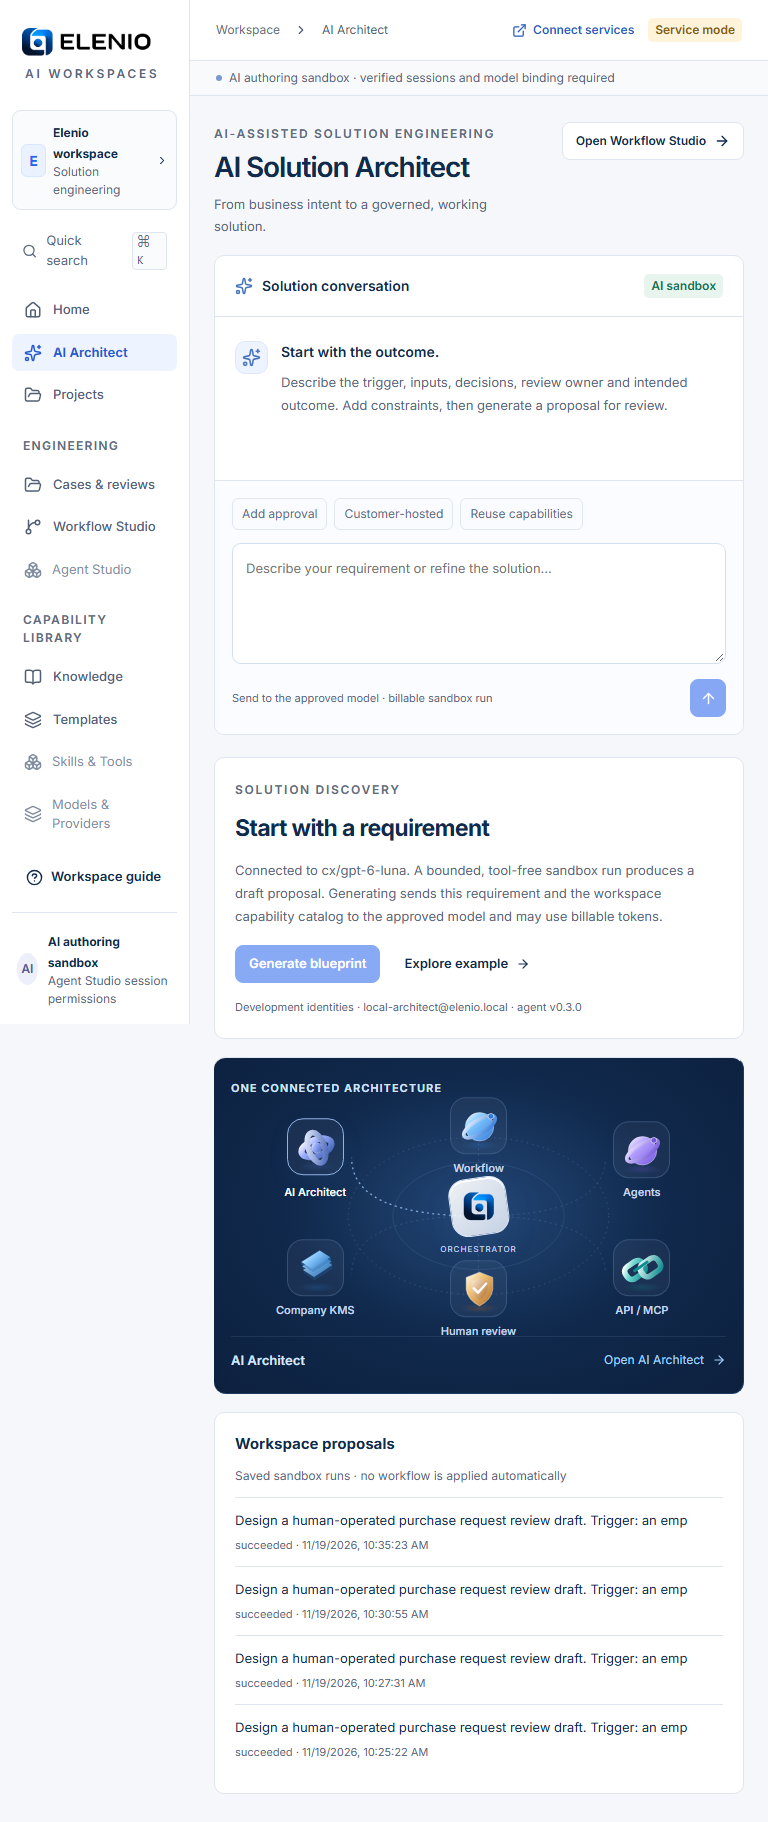 ELENIO
AI WORKSPACES
Elenio
workspace
Solution
engineering
E
Quick
search
⌘
K
Home
AI Architect
Projects
ENGINEERING
Cases & reviews
Workflow Studio
Agent Studio
CAPABILITY
LIBRARY
Knowledge
Templates
Skills & Tools
Models &
Providers
Workspace guide
AI
AI authoring
sandbox
Agent Studio session
permissions
Workspace > AI Architect
Connect services
Service mode
AI authoring sandbox · verified sessions and model binding required
AI-ASSISTED SOLUTION ENGINEERING
AI Solution Architect
From business intent to a governed, working
solution.
Open Workflow Studio →
Solution conversation
AI sandbox
Start with the outcome.
Describe the trigger, inputs, decisions, review owner and intended
outcome. Add constraints, then generate a proposal for review.
Add approval
Customer-hosted
Reuse capabilities
Describe your requirement or refine the solution...
Send to the approved model · billable sandbox run
SOLUTION DISCOVERY
Start with a requirement
Connected to cx/gpt-6-luna. A bounded, tool-free sandbox run produces a
draft proposal. Generating sends this requirement and the workspace
capability catalog to the approved model and may use billable tokens.
Generate blueprint
Explore example →
Development identities · local-architect@elenio.local · agent v0.3.0
ONE CONNECTED ARCHITECTURE
Workflow
AI Architect
Agents
ORCHESTRATOR
Company KMS
API / MCP
Human review
AI Architect
Open AI Architect →
Workspace proposals
Saved sandbox runs · no workflow is applied automatically
Design a human-operated purchase request review draft. Trigger: an emp
succeeded · 11/19/2026, 10:35:23 AM
Design a human-operated purchase request review draft. Trigger: an emp
succeeded · 11/19/2026, 10:30:55 AM
Design a human-operated purchase request review draft. Trigger: an emp
succeeded · 11/19/2026, 10:27:31 AM
Design a human-operated purchase request review draft. Trigger: an emp
succeeded · 11/19/2026, 10:25:22 AM